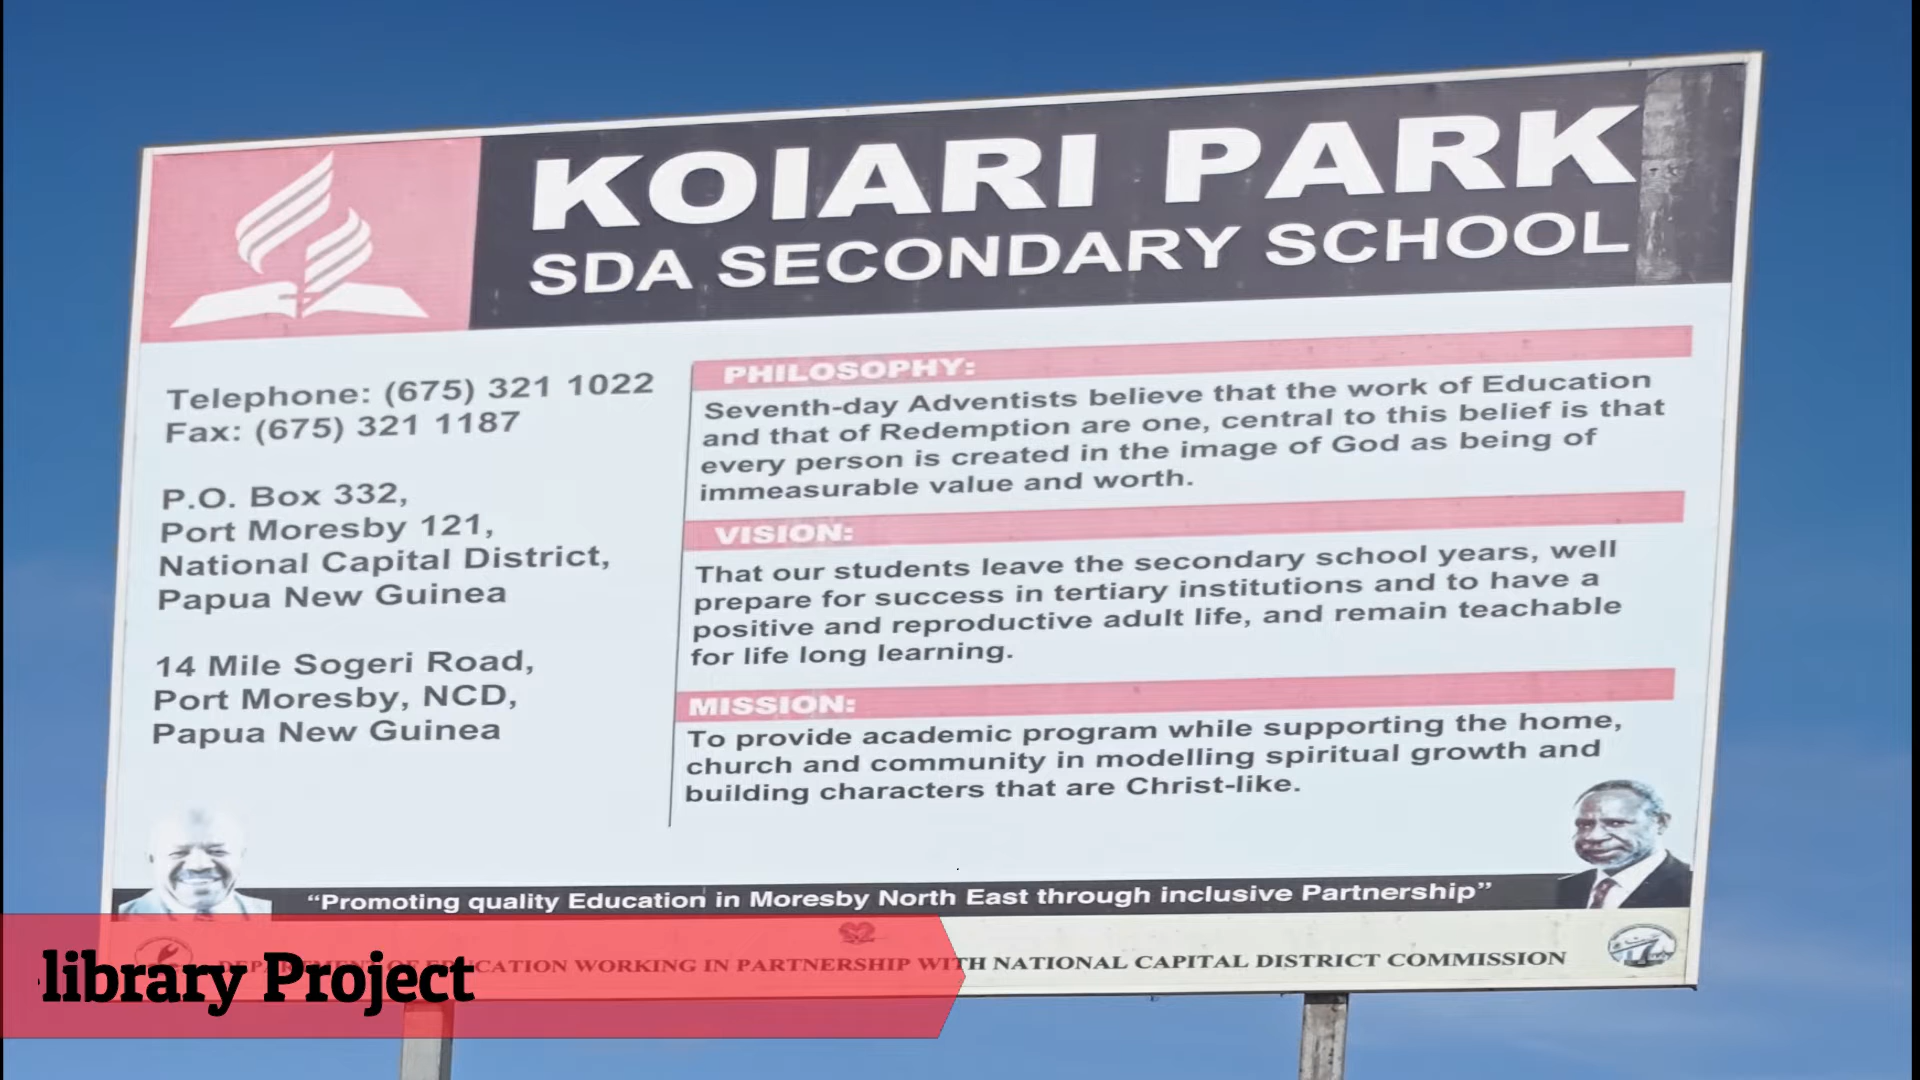 KOIARI PARK
SDA SECONDARY SCHOOL
Telephone: (675) 321 1022
Fax: (675) 321 1187
P.O. Box 332,
Port Moresby 121,
National Capital District,
Papua New Guinea
14 Mile Sogeri Road,
Port Moresby, NCD,
Papua New Guinea
PHILOSOPHY:
Seventh-day Adventists believe that the work of Education
and that of Redemption are one, central to this belief is that
every person is created in the image of God as being of
immeasurable value and worth.
VISION:
That our students leave the secondary school years, well
prepare for success in tertiary institutions and to have a
positive and reproductive adult life, and remain teachable
for life long learning.
MISSION:
To provide academic program while supporting the home,
church and community in modelling spiritual growth and
building characters that are Christ-like.
“Promoting quality Education in Moresby North East through inclusive Partnership”
DEPARTMENT OF EDUCATION WORKING IN PARTNERSHIP WITH NATIONAL CAPITAL DISTRICT COMMISSION
library Project